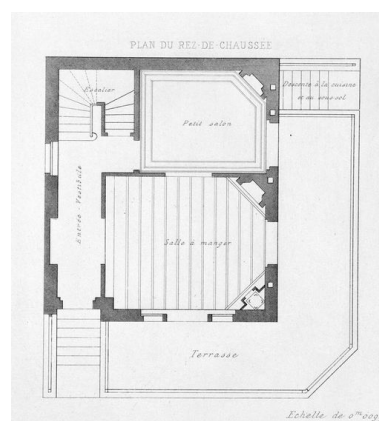 PLAN DU REZ-DE-CHAUSSÉE
Escalier
Descente à la cuisine
et au sous-sol
Petit salon
Entrée-Vestibule
Salle à manger
Terrasse
Echelle de 0m 009